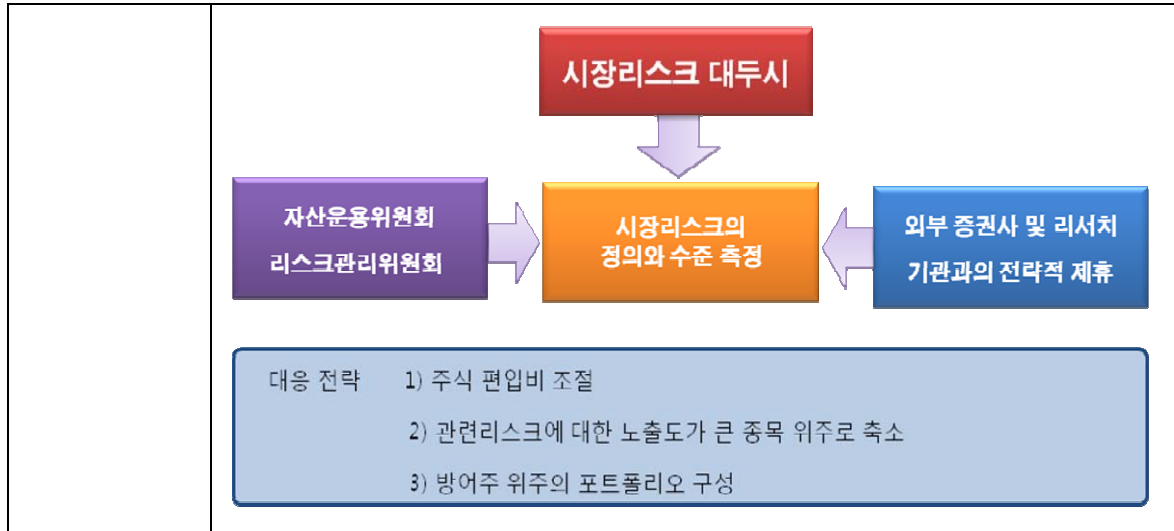 시장리스크 대두시
자산운용위원회
리스크관리위원회
시장리스크의
정의와 수준 측정
외부 증권사 및 리서치
기관과의 전략적 제휴
대응 전략 1) 주식 편입비 조절
2) 관련리스크에 대한 노출도가 큰 종목 위주로 축소
3) 방어주 위주의 포트폴리오 구성